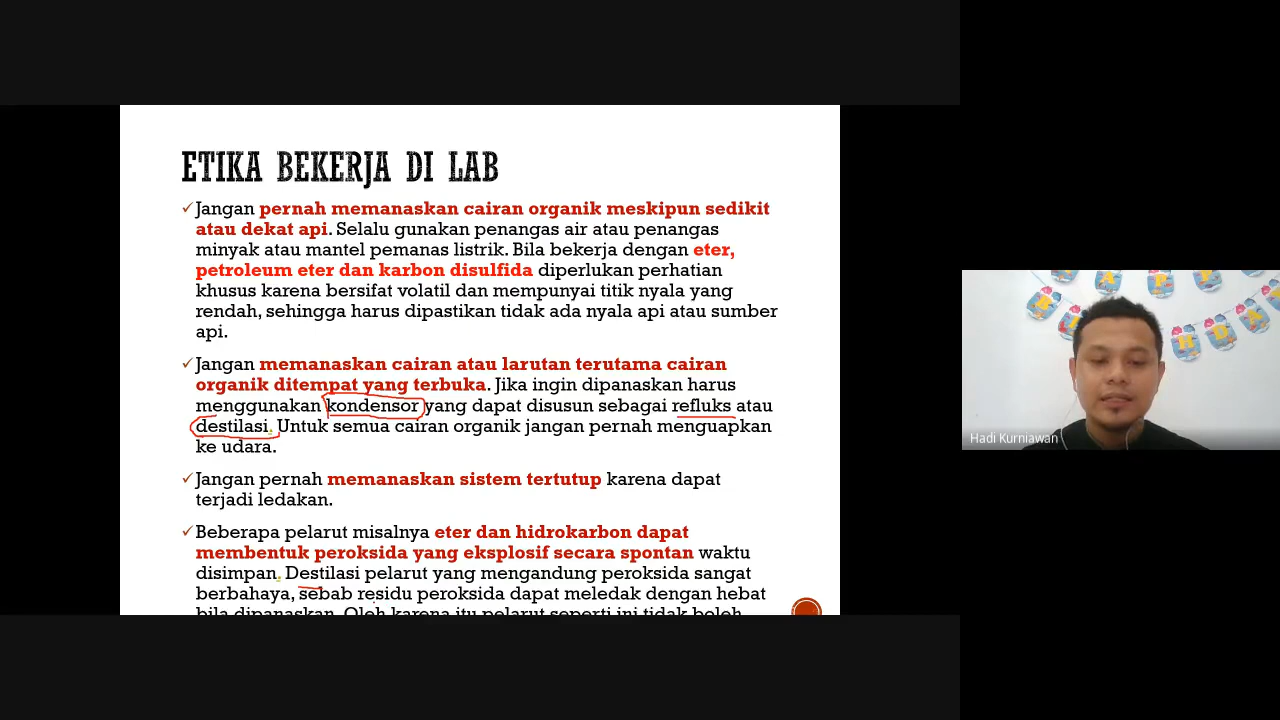 ETIKA BEKERJA DI LAB
Jangan pernah memanaskan cairan organik meskipun sedikit
atau dekat api. Selalu gunakan penangas air atau penangas
minyak atau mantel pemanas listrik. Bila bekerja dengan eter,
petroleum eter dan karbon disulfida diperlukan perhatian
khusus karena bersifat volatil dan mempunyai titik nyala yang
rendah, sehingga harus dipastikan tidak ada nyala api atau sumber
api.
Jangan memanaskan cairan atau larutan terutama cairan
organik ditempat yang terbuka. Jika ingin dipanaskan harus
menggunakan kondensor yang dapat disusun sebagai refluks atau
destilasi. Untuk semua cairan organik jangan pernah menguapkan
ke udara.
Jangan pernah memanaskan sistem tertutup karena dapat
terjadi ledakan.
Beberapa pelarut misalnya eter dan hidrokarbon dapat
membentuk peroksida yang eksplosif secara spontan waktu
disimpan. Destilasi pelarut yang mengandung peroksida sangat
berbahaya, sebab residu peroksida dapat meledak dengan hebat
bila dipanaskan. Oleh karena itu pelarut seperti ini tidak boleh
Hadi Kurniawan